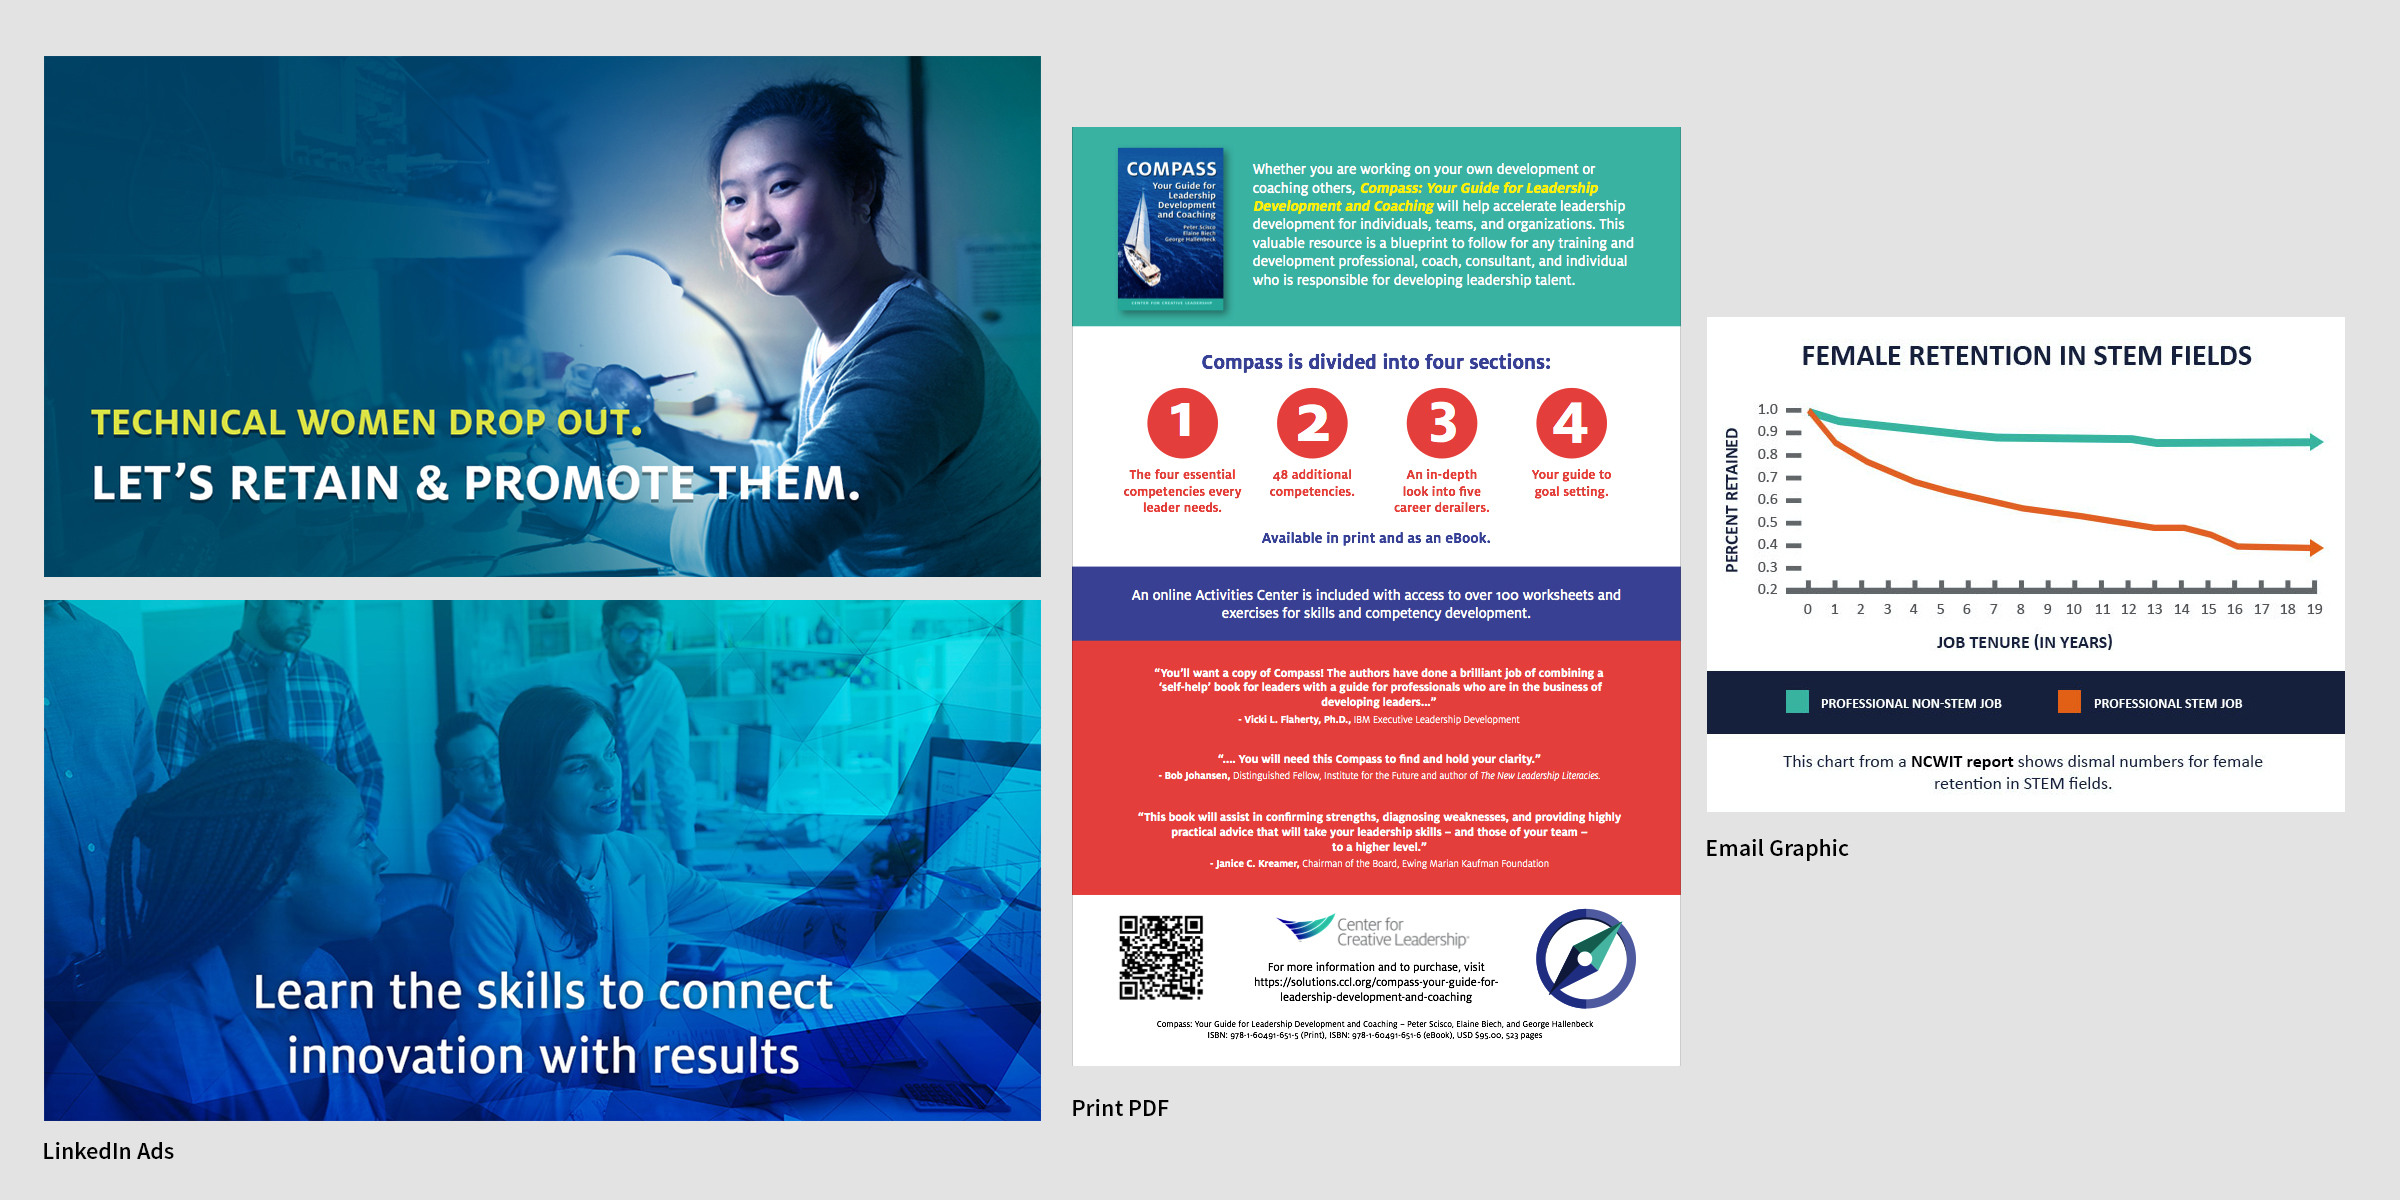 TECHNICAL WOMEN DROP OUT.
LET’S RETAIN & PROMOTE THEM.
Learn the skills to connect
innovation with results
LinkedIn Ads
COMPASS
Your Guide for
Leadership
Development
and Coaching
Peter Scisco
Elaine Biech
George Hallenbeck
CENTER FOR CREATIVE LEADERSHIP
Whether you are working on your own development or
coaching others, Compass: Your Guide for Leadership
Development and Coaching will help accelerate leadership
development for individuals, teams, and organizations. This
valuable resource is a blueprint to follow for any training and
development professional, coach, consultant, and individual
who is responsible for developing leadership talent.
Compass is divided into four sections:
1 2 3 4
The four essential
competencies every
leader needs.
48 additional
competencies.
An in-depth
look into five
career derailers.
Your guide to
goal setting.
Available in print and as an eBook.
An online Activities Center is included with access to over 100 worksheets and
exercises for skills and competency development.
“You’ll want a copy of Compass! The authors have done a brilliant job of combining a
‘self-help’ book for leaders with a guide for professionals who are in the business of
developing leaders...”
- Vicki L. Flaherty, Ph.D., IBM Executive Leadership Development
“.... You will need this Compass to find and hold your clarity.”
- Bob Johansen, Distinguished Fellow, Institute for the Future and author of The New Leadership Literacies.
“This book will assist in confirming strengths, diagnosing weaknesses, and providing highly
practical advice that will take your leadership skills – and those of your team –
to a higher level.”
- Janice C. Kreamer, Chairman of the Board, Ewing Marian Kaufman Foundation
Center for
Creative Leadership®
For more information and to purchase, visit
https://solutions.ccl.org/compass-your-guide-for-
leadership-development-and-coaching
Compass: Your Guide for Leadership Development and Coaching – Peter Scisco, Elaine Biech, and George Hallenbeck
ISBN: 978-1-60491-651-5 (Print), ISBN: 978-1-60491-651-6 (eBook), USD $95.00, 523 pages
Print PDF
FEMALE RETENTION IN STEM FIELDS
PERCENT RETAINED
1.0
0.9
0.8
0.7
0.6
0.5
0.4
0.3
0.2
0 1 2 3 4 5 6 7 8 9 10 11 12 13 14 15 16 17 18 19
JOB TENURE (IN YEARS)
PROFESSIONAL NON-STEM JOB PROFESSIONAL STEM JOB
This chart from a NCWIT report shows dismal numbers for female
retention in STEM fields.
Email Graphic